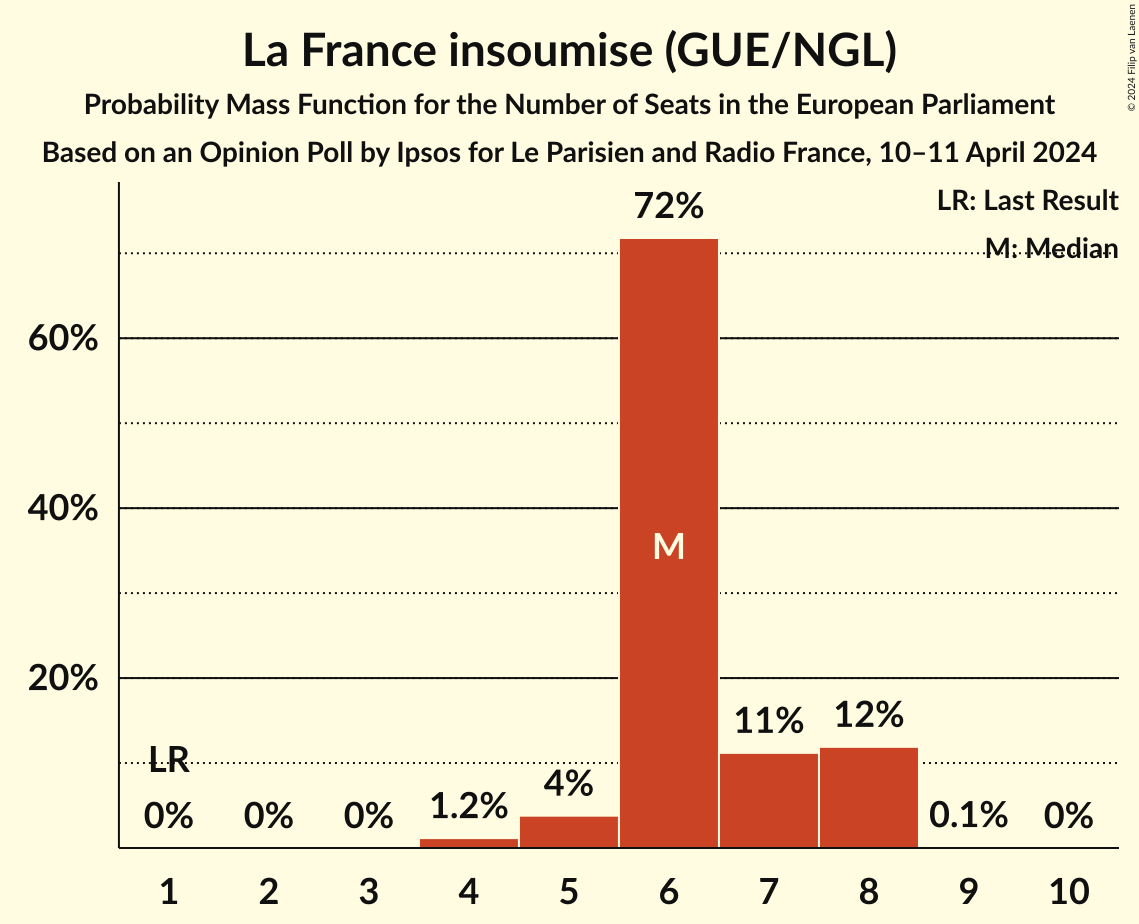 La France insoumise (GUE/NGL)
Probability Mass Function for the Number of Seats in the European Parliament
Based on an Opinion Poll by Ipsos for Le Parisien and Radio France, 10–11 April 2024
© 2024 Filip van Laenen
LR: Last Result
M: Median
72%
60%
40%
M
20%
LR
0%
0%
0%
1.2%
4%
11%
12%
0.1%
0%
1 2 3 4 5 6 7 8 9 10